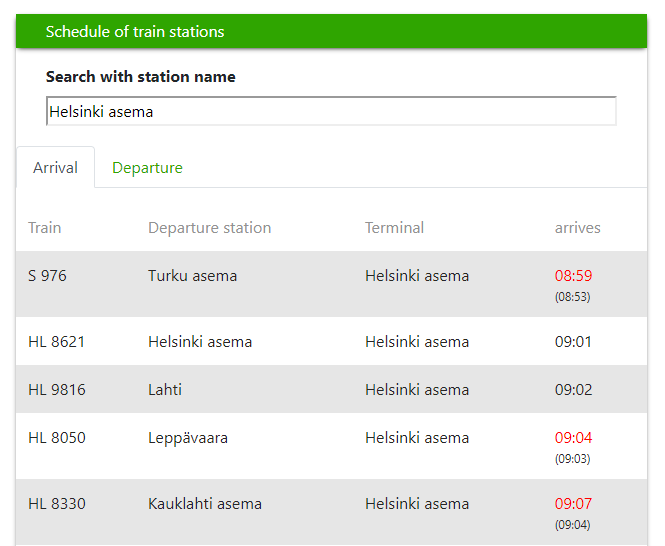 Schedule of train stations
Search with station name
Helsinki asema
Arrival Departure
Train Departure station Terminal arrives
S 976 Turku asema Helsinki asema 08:59
(08:53)
HL 8621 Helsinki asema Helsinki asema 09:01
HL 9816 Lahti Helsinki asema 09:02
HL 8050 Leppävaara Helsinki asema 09:04
(09:03)
HL 8330 Kauklahti asema Helsinki asema 09:07
(09:04)